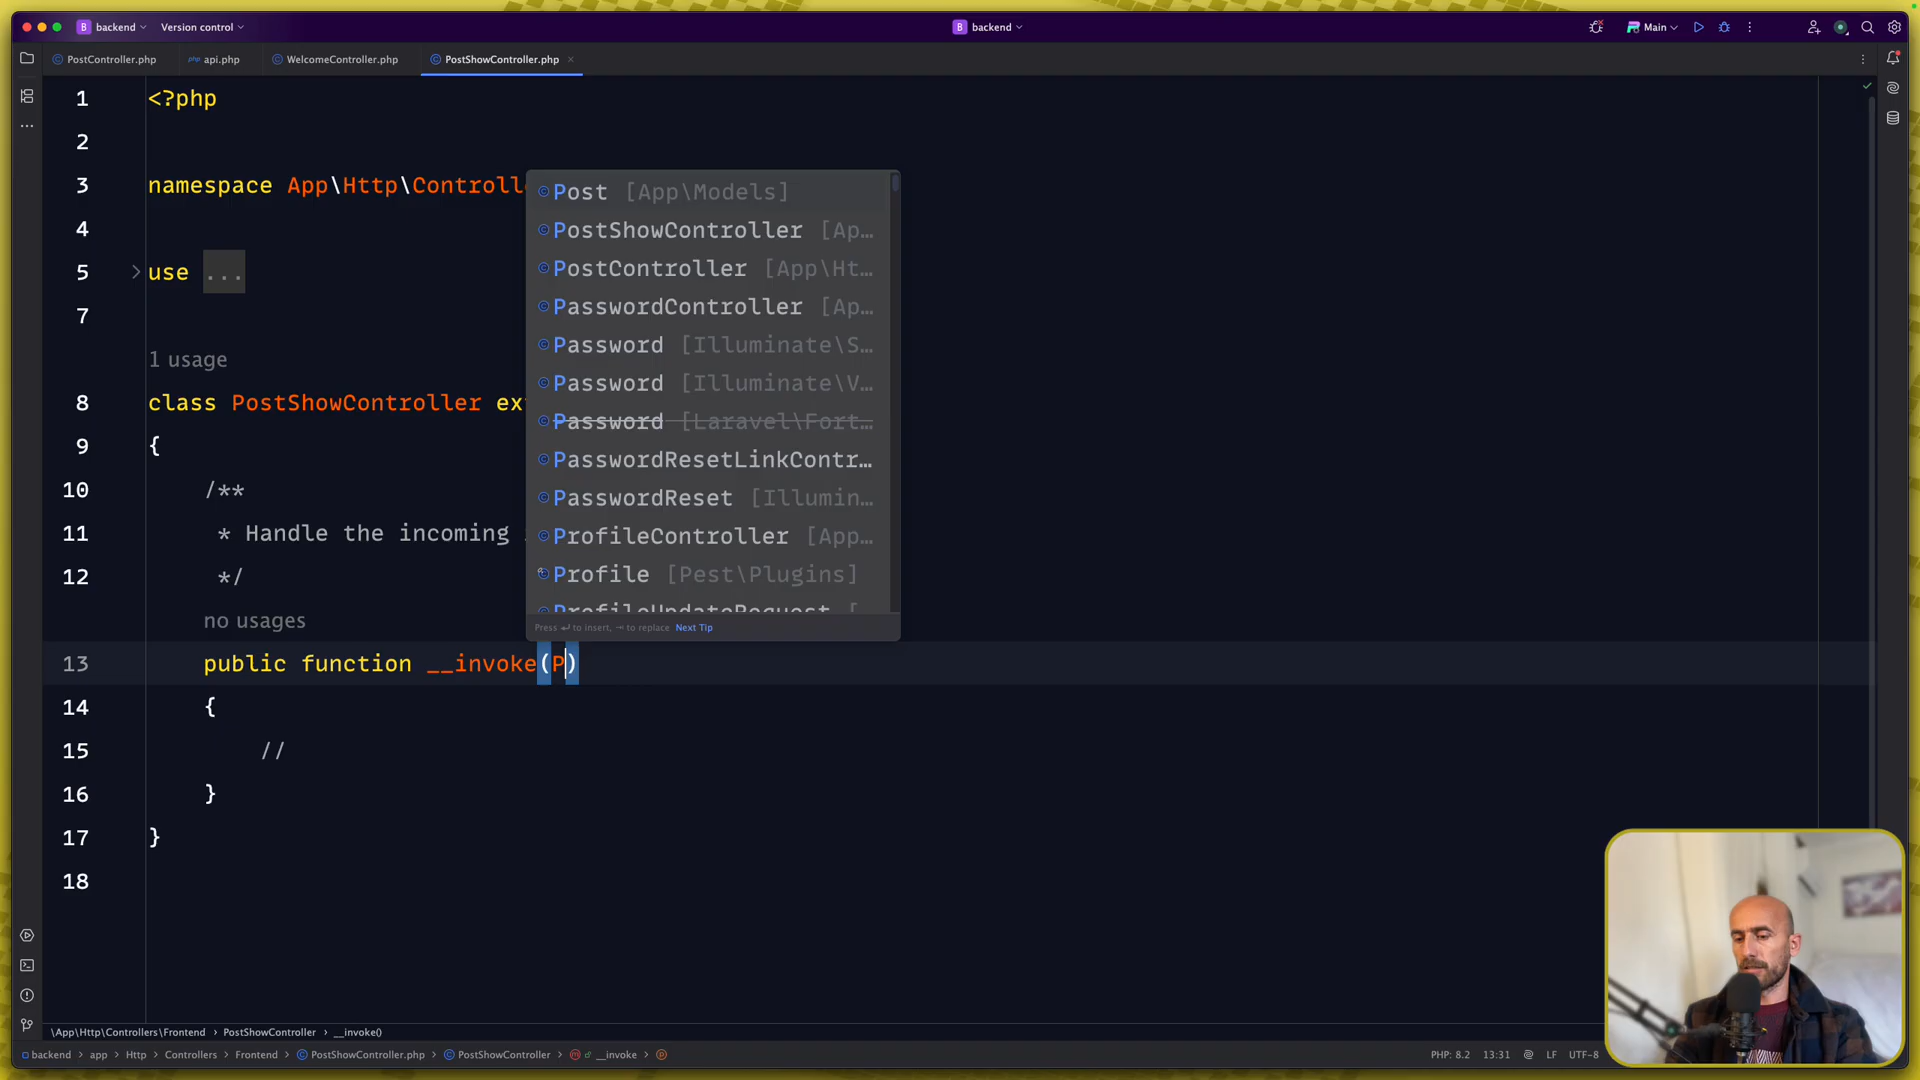 B backend
Version control
B backend
Main
PostController.php
php api.php
WelcomeController.php
PostShowController.php
1 <?php
2
3 namespace App\Http\Controlle
4
5 use ...
7
1 usage
8 class PostShowController ex
9 {
10 /**
11 * Handle the incoming
12 */
no usages
13 public function __invoke(P)
14 {
15 //
16 }
17 }
18
Post [App\Models]
PostShowController [Ap…
PostController [App\Ht…
PasswordController [Ap…
Password [Illuminate\S…
Password [Illuminate\V…
Password [Laravel\Fort…
PasswordResetLinkContr…
PasswordReset [Illumin…
ProfileController [App…
Profile [Pest\Plugins]
ProfileUpdateRequest [
Press ↵ to insert, ⇥ to replace Next Tip
\App\Http\Controllers\Frontend › PostShowController › __invoke()
backend › app › Http › Controllers › Frontend › PostShowController.php › PostShowController › __invoke ›
PHP: 8.2 13:31 LF UTF-8